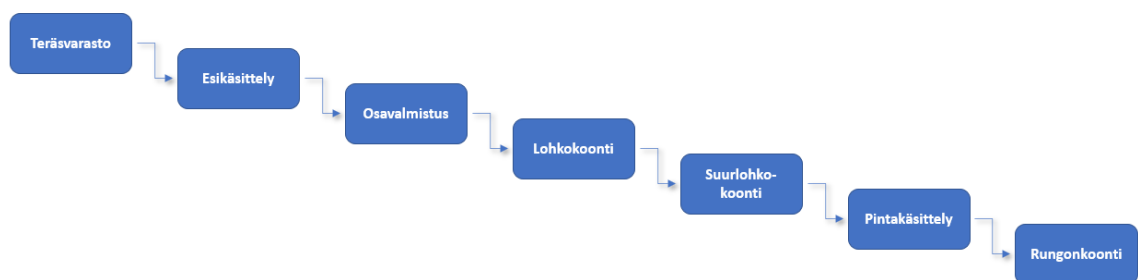 Teräsvarasto
Esikäsittely
Osavalmistus
Lohkokoonti
Suurlohko-
koonti
Pintakäsittely
Rungonkoonti